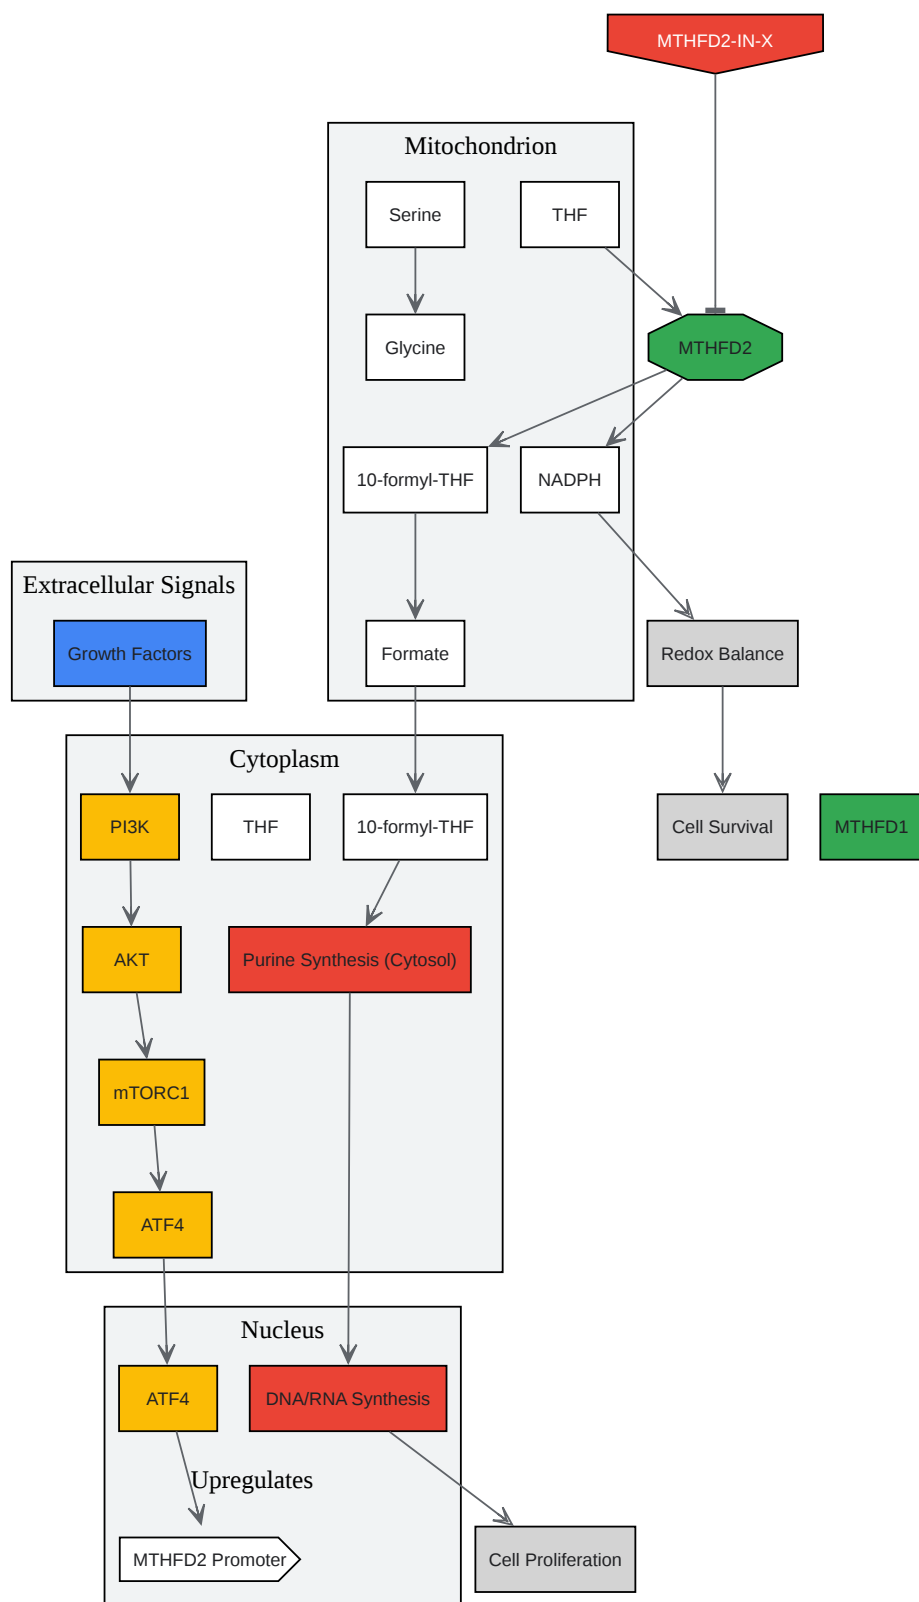 MTHFD2-IN-X
Mitochondrion
Serine
THF
Glycine
MTHFD2
10-formyl-THF
NADPH
Extracellular Signals
Growth Factors
Formate
Redox Balance
Cytoplasm
PI3K
THF
10-formyl-THF
Cell Survival
MTHFD1
AKT
Purine Synthesis (Cytosol)
mTORC1
ATF4
Nucleus
ATF4
DNA/RNA Synthesis
Upregulates
MTHFD2 Promoter
Cell Proliferation